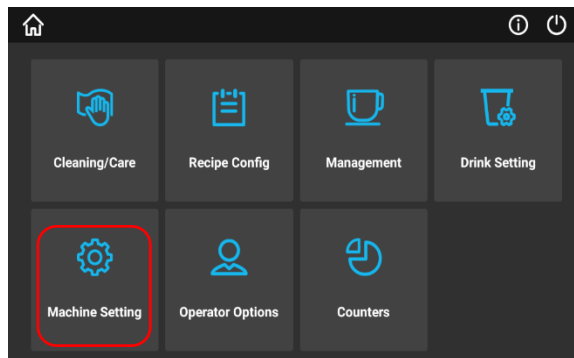 Cleaning/Care
Recipe Config
Management
Drink Setting
Machine Setting
Operator Options
Counters